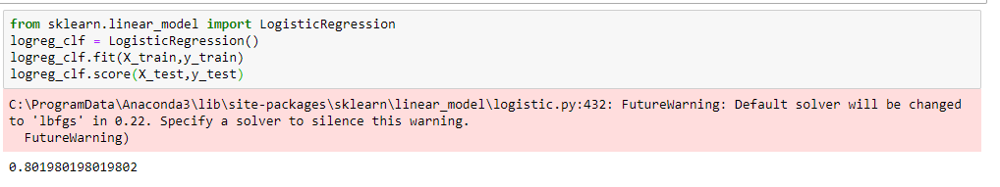 from sklearn.linear_model import LogisticRegression
logreg_clf = LogisticRegression()
logreg_clf.fit(X_train,y_train)
logreg_clf.score(X_test,y_test)
C:\ProgramData\Anaconda3\lib\site-packages\sklearn\linear_model\logistic.py:432: FutureWarning: Default solver will be changed
to 'lbfgs' in 0.22. Specify a solver to silence this warning.
  FutureWarning)
0.801980198019802